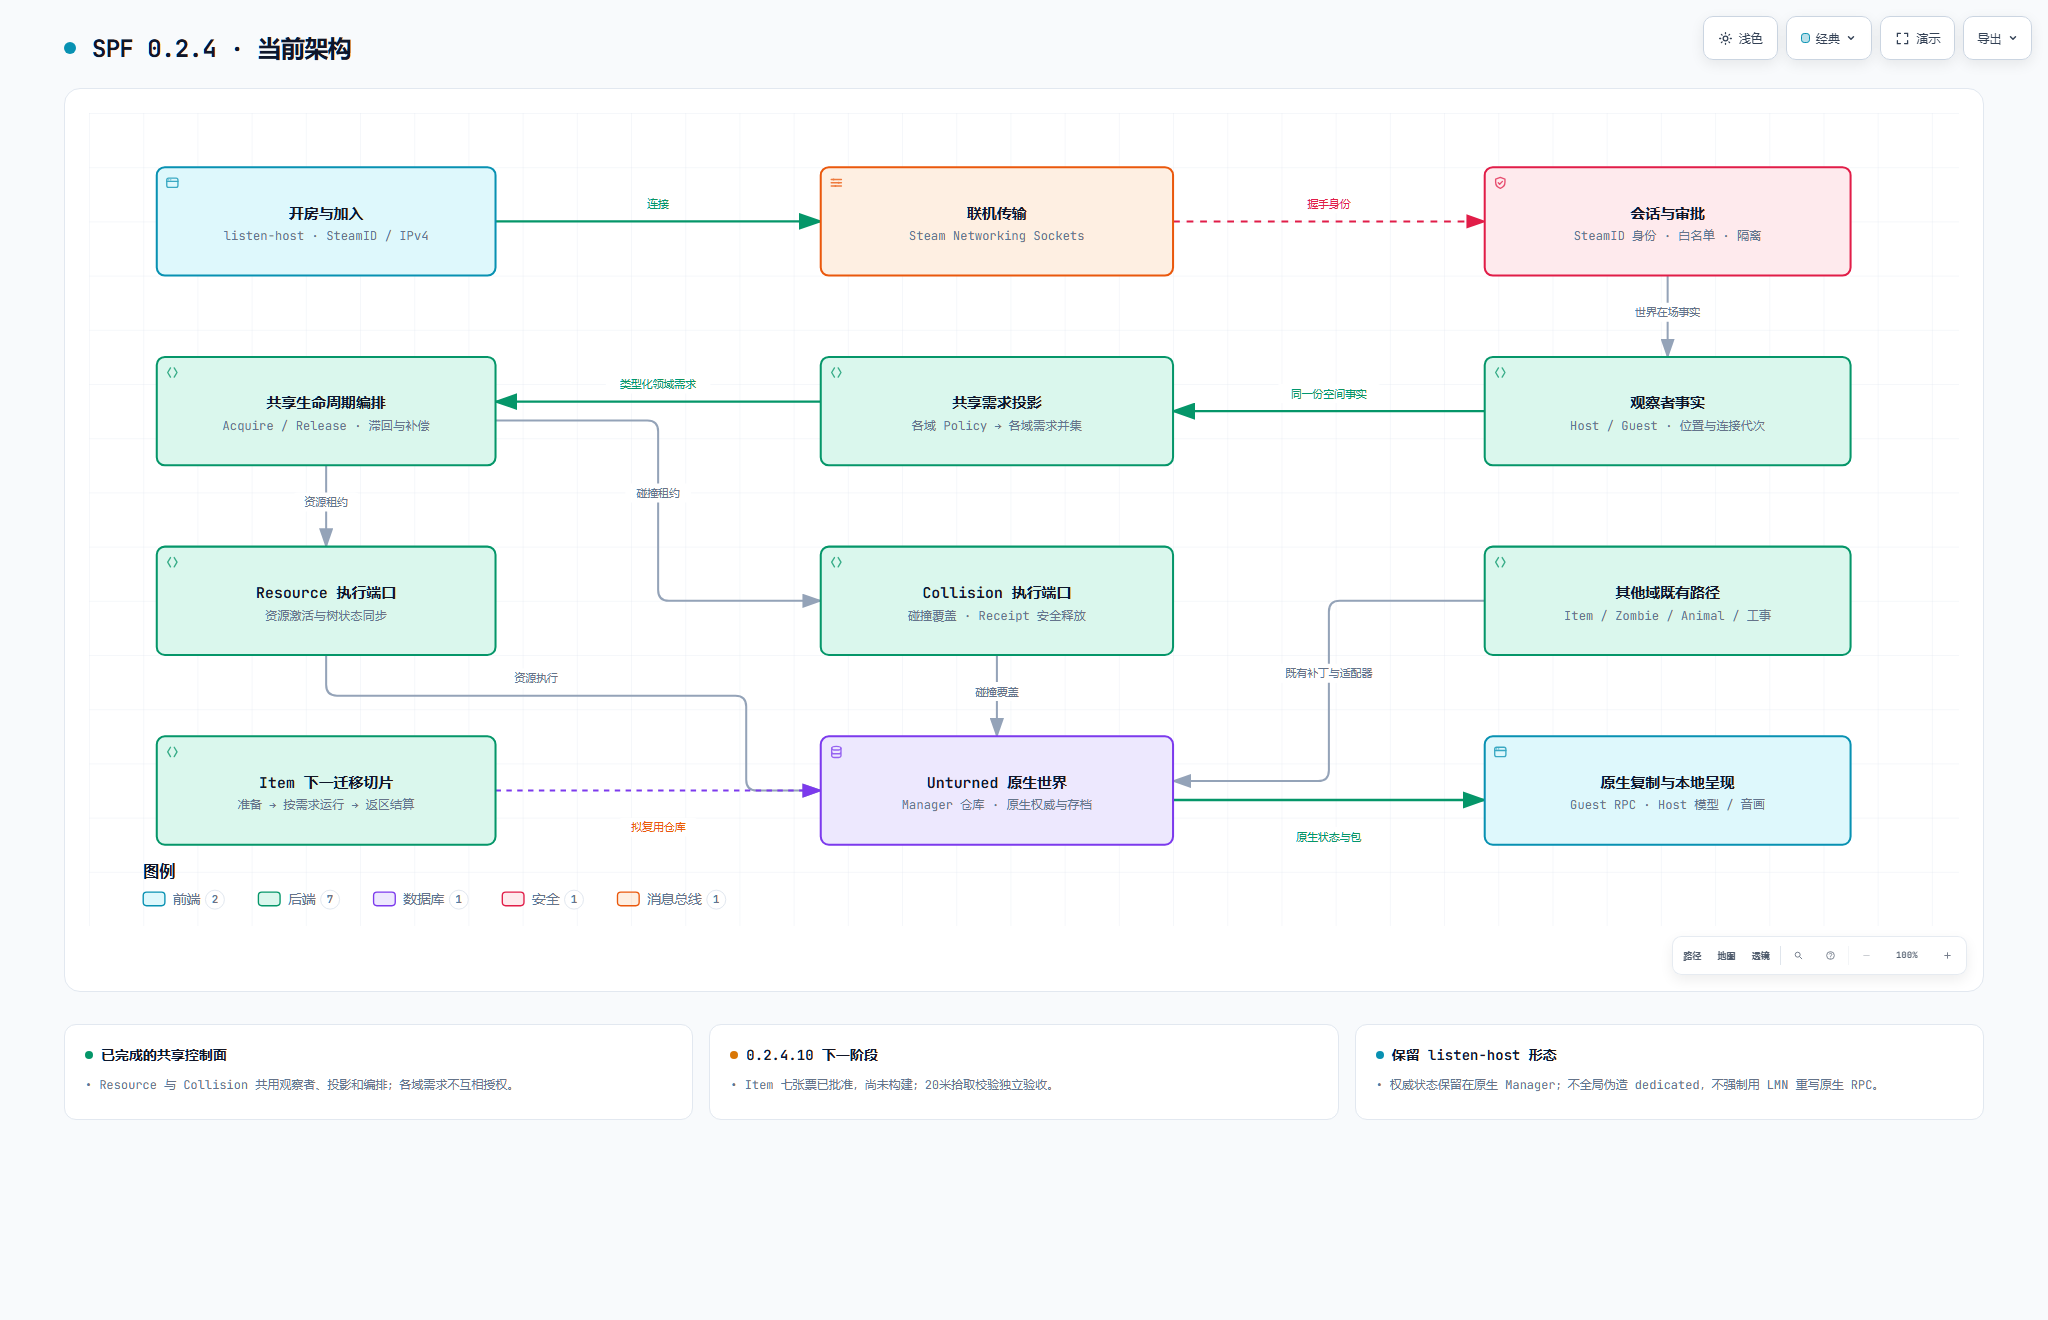 SPF 0.2.4 · 当前架构
浅色
经典
演示
导出
开房与加入
listen-host · SteamID / IPv4
连接
联机传输
Steam Networking Sockets
握手身份
会话与审批
SteamID 身份 · 白名单 · 隔离
世界在场事实
共享生命周期编排
Acquire / Release · 滞回与补偿
类型化领域需求
共享需求投影
各域 Policy → 各域需求并集
同一份空间事实
观察者事实
Host / Guest · 位置与连接代次
资源租约
碰撞租约
Resource 执行端口
资源激活与树状态同步
Collision 执行端口
碰撞覆盖 · Receipt 安全释放
其他域既有路径
Item / Zombie / Animal / 工事
资源执行
碰撞覆盖
既有补丁与适配器
Item 下一迁移切片
准备 → 按需求运行 → 返区结算
拟复用仓库
Unturned 原生世界
Manager 仓库 · 原生权威与存档
原生状态与包
原生复制与本地呈现
Guest RPC · Host 模型 / 音画
图例
前端 2
后端 7
数据库 1
安全 1
消息总线 1
路径 地图 透镜 − 100% +
已完成的共享控制面
• Resource 与 Collision 共用观察者、投影和编排；各域需求不互相授权。
0.2.4.10 下一阶段
• Item 七张票已批准，尚未构建；20米拾取校验独立验收。
保留 listen-host 形态
• 权威状态保留在原生 Manager；不全局伪造 dedicated，不强制用 LMN 重写原生 RPC。